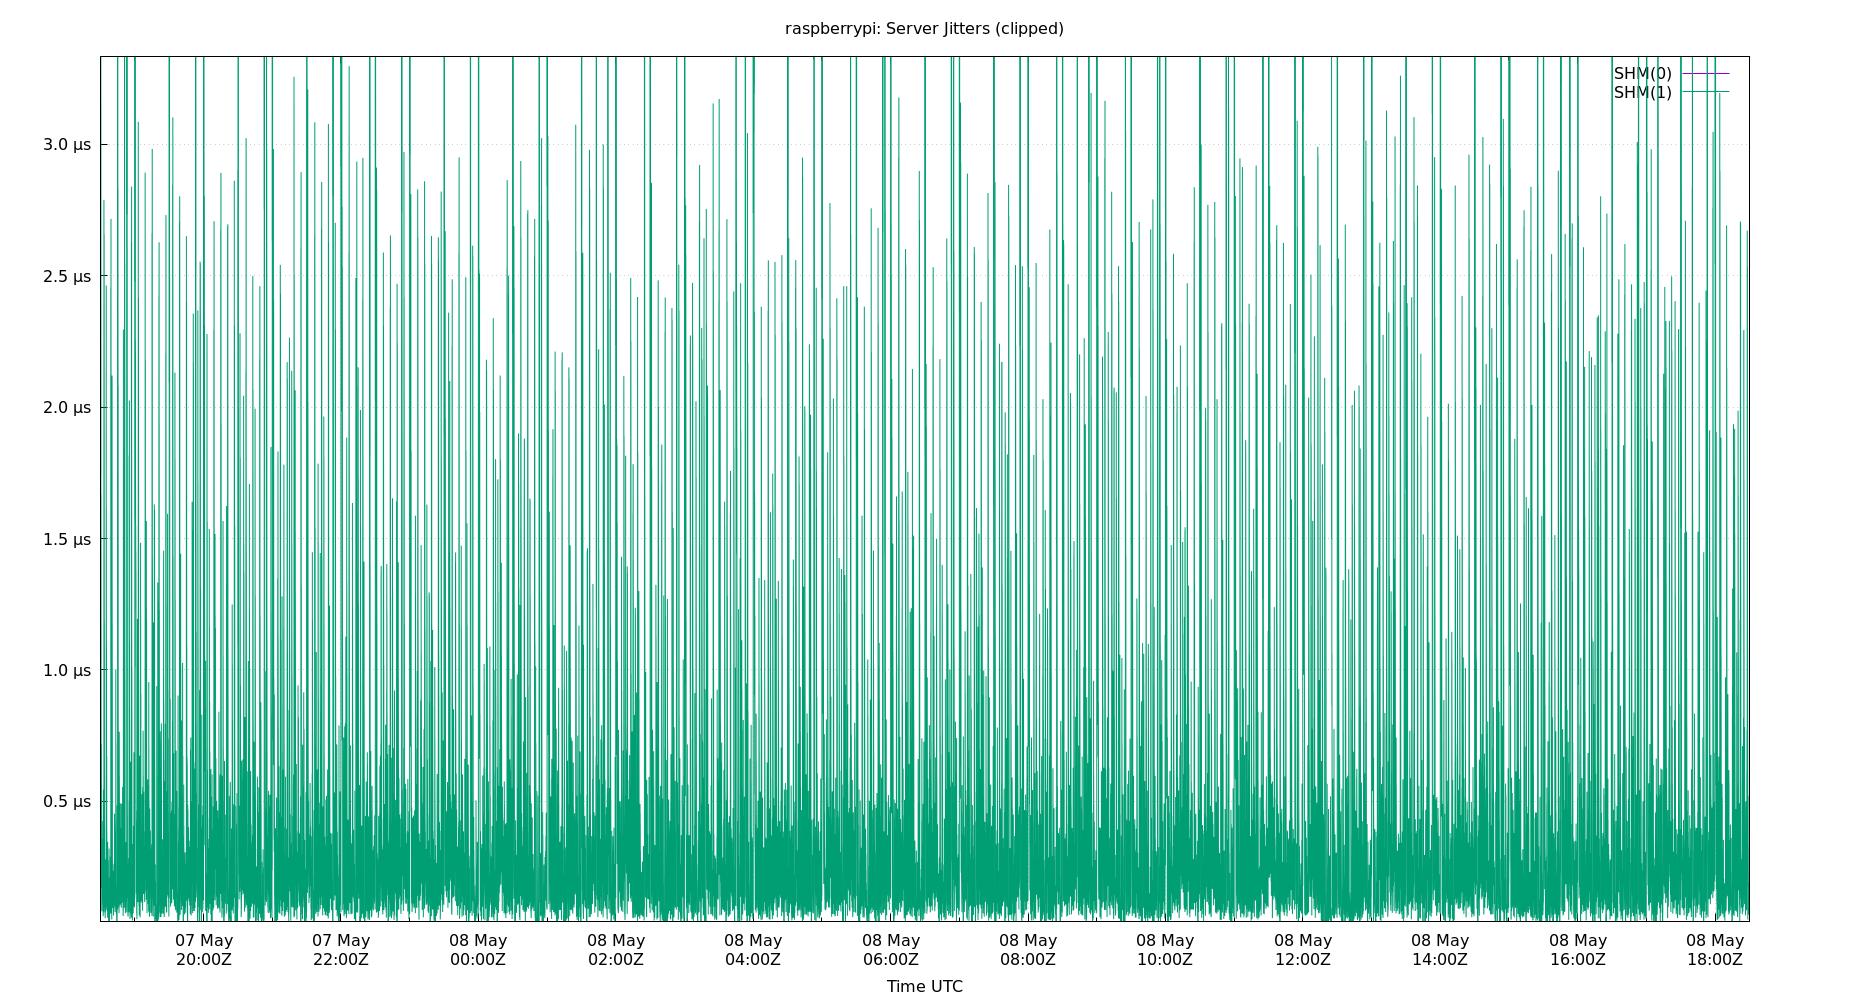 raspberrypi: Server Jitters (clipped)
SHM(0)
SHM(1)
3.0 µs
2.5 µs
2.0 µs
1.5 µs
1.0 µs
0.5 µs
07 May 07 May 08 May 08 May 08 May 08 May 08 May 08 May 08 May 08 May 08 May 08 May
20:00Z 22:00Z 00:00Z 02:00Z 04:00Z 06:00Z 08:00Z 10:00Z 12:00Z 14:00Z 16:00Z 18:00Z
Time UTC